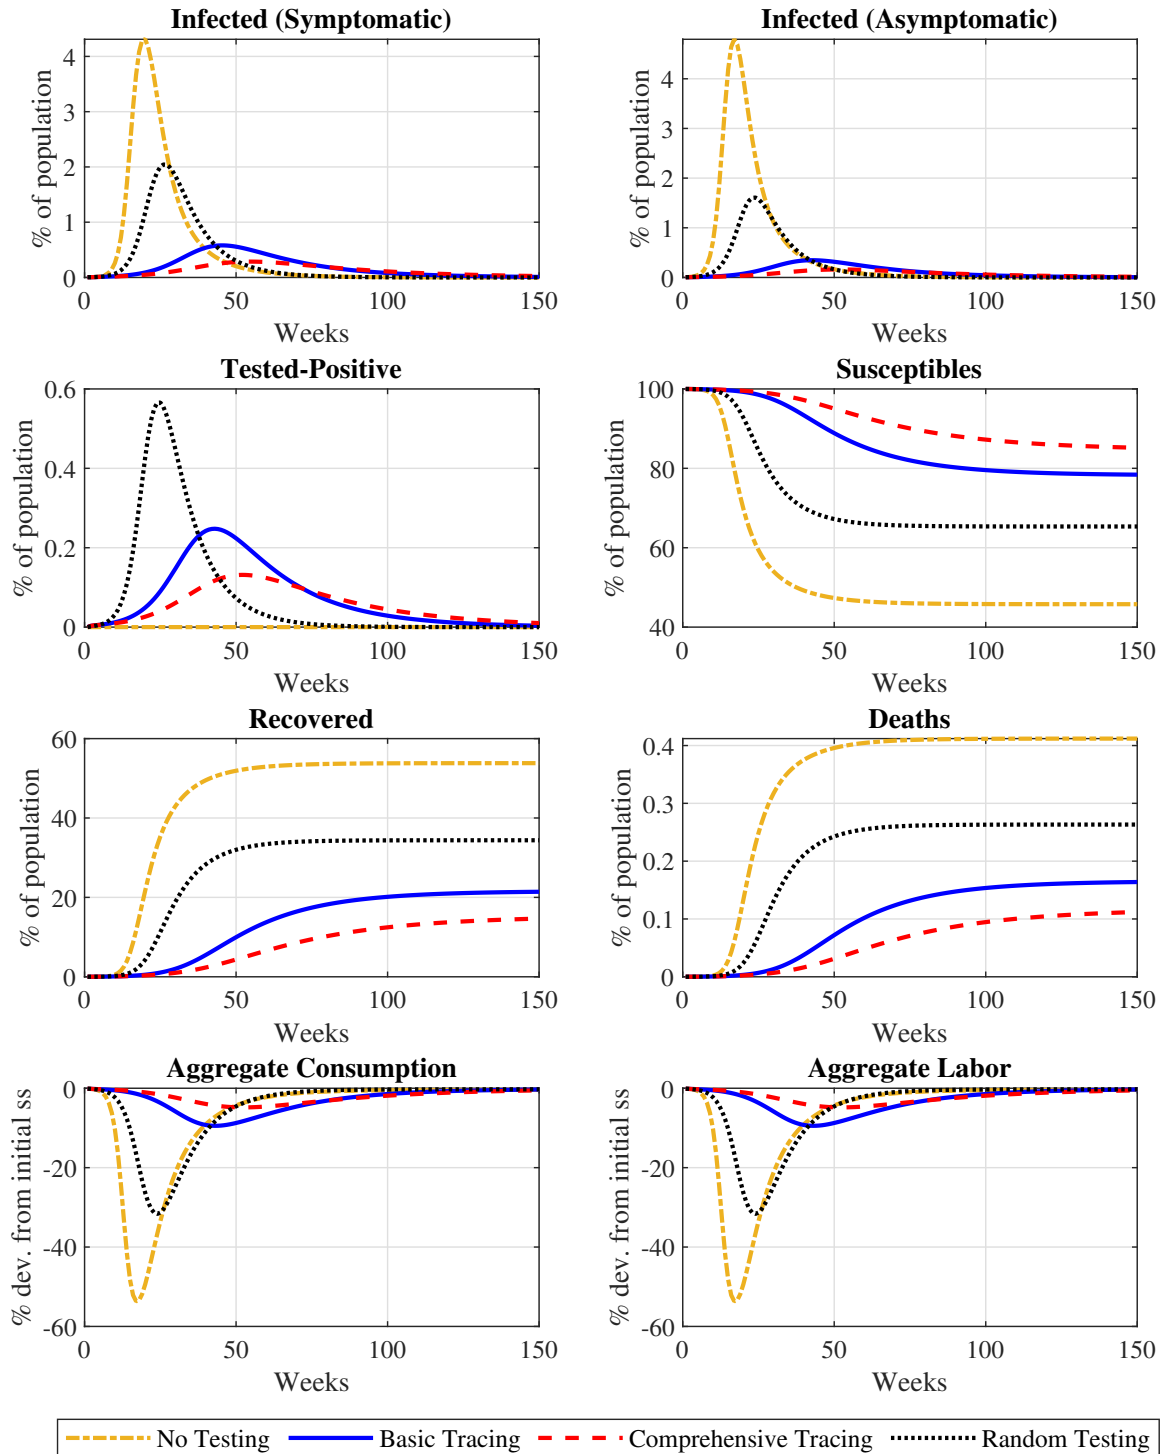 Infected (Symptomatic)
% of population
4
3
2
1
0
0 50 100 150
Weeks
Infected (Asymptomatic)
% of population
4
3
2
1
0
0 50 100 150
Weeks
Tested-Positive
% of population
0.6
0.4
0.2
0
0 50 100 150
Weeks
Susceptibles
% of population
100
80
60
40
0 50 100 150
Weeks
Recovered
% of population
60
40
20
0
0 50 100 150
Weeks
Deaths
% of population
0.4
0.3
0.2
0.1
0
0 50 100 150
Weeks
Aggregate Consumption
% dev. from initial ss
0
-20
-40
-60
0 50 100 150
Weeks
Aggregate Labor
% dev. from initial ss
0
-20
-40
-60
0 50 100 150
Weeks
No Testing Basic Tracing Comprehensive Tracing Random Testing